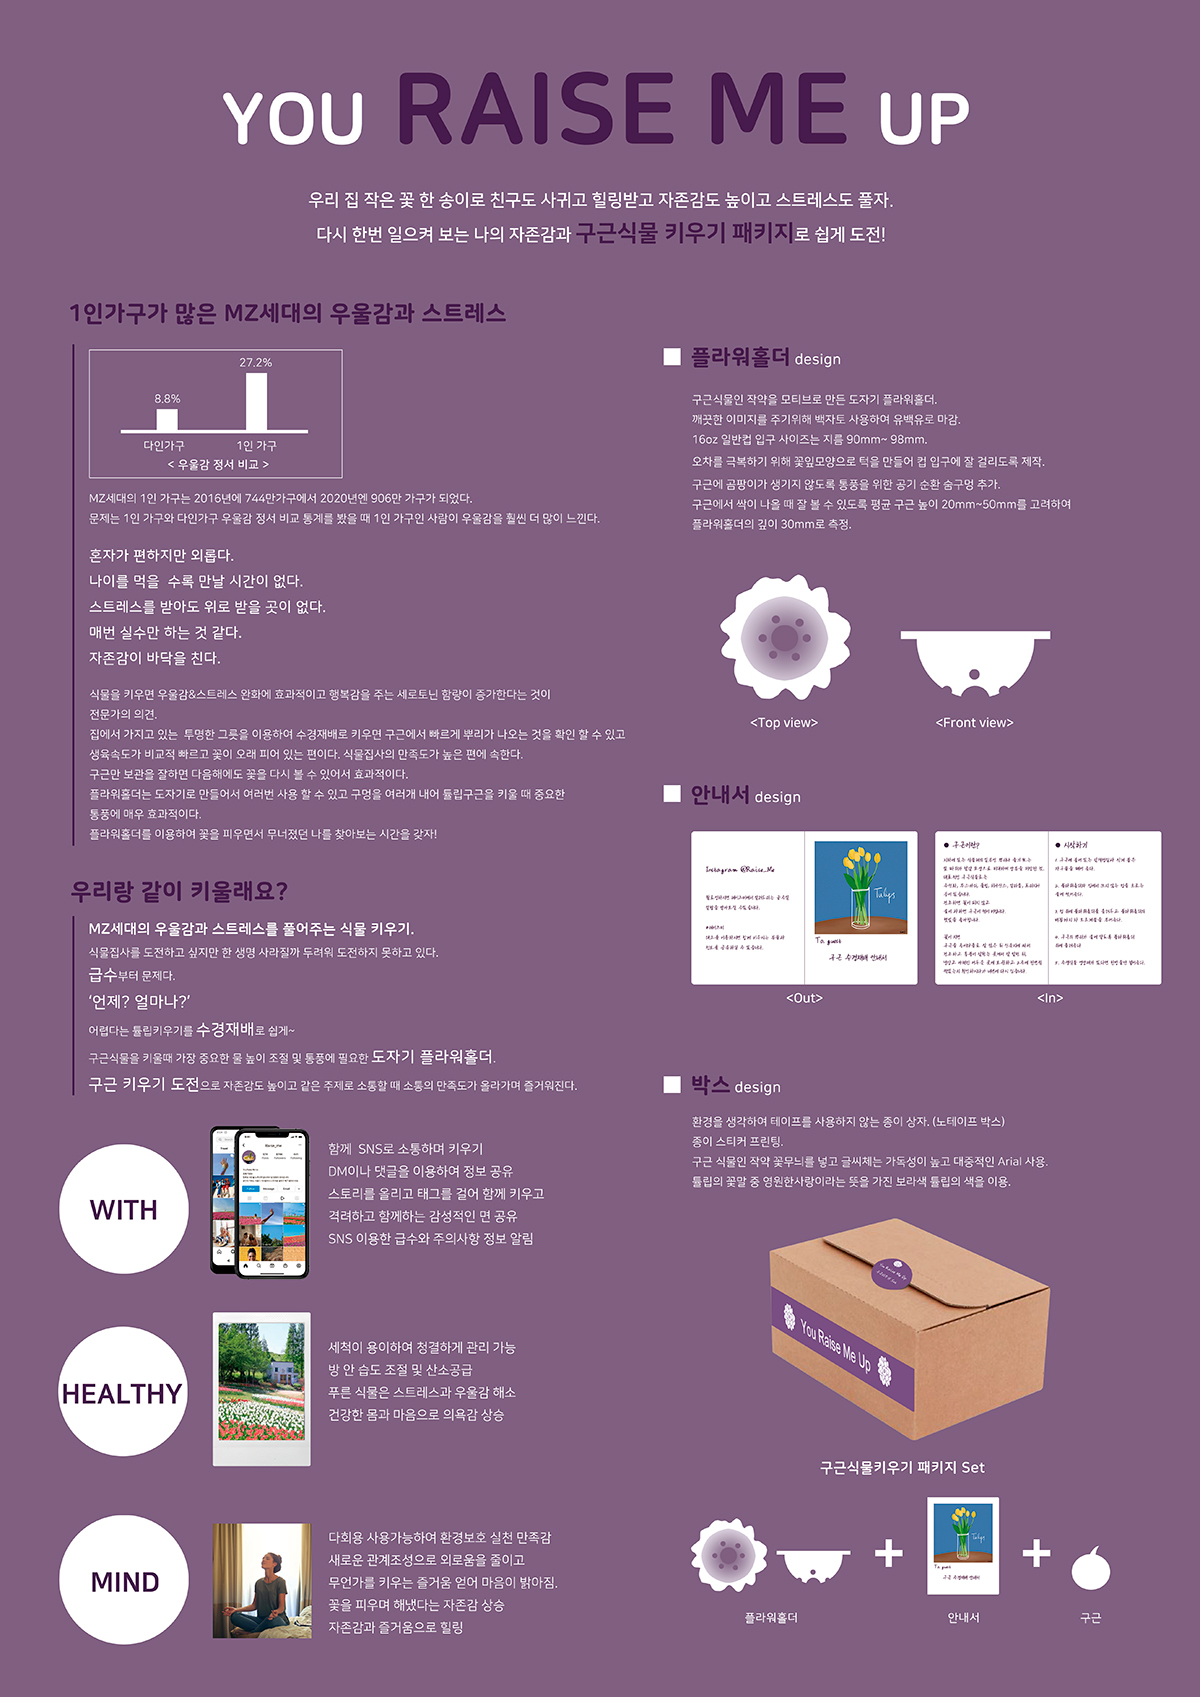 YOU RAISE ME UP
우리 집 작은 꽃 한 송이로 친구도 사귀고 힐링받고 자존감도 높이고 스트레스도 풀자.
다시 한번 일으켜 보는 나의 자존감과 구근식물 키우기 패키지로 쉽게 도전!
1인가구가 많은 MZ세대의 우울감과 스트레스
8.8%
27.2%
다인가구
1인 가구
< 우울감 정서 비교 >
MZ세대의 1인 가구는 2016년에 744만가구에서 2020년엔 906만 가구가 되었다.
문제는 1인 가구와 다인가구 우울감 정서 비교 통계를 봤을 때 1인 가구인 사람이 우울감을 훨씬 더 많이 느낀다.
혼자가 편하지만 외롭다.
나이를 먹을 수록 만날 시간이 없다.
스트레스를 받아도 위로 받을 곳이 없다.
매번 실수만 하는 것 같다.
자존감이 바닥을 친다.
식물을 키우면 우울감&스트레스 완화에 효과적이고 행복감을 주는 세로토닌 함량이 증가한다는 것이
전문가의 의견.
집에서 가지고 있는 투명한 그릇을 이용하여 수경재배로 키우면 구근에서 빠르게 뿌리가 나오는 것을 확인 할 수 있고
생육속도가 비교적 빠르고 꽃이 오래 피어 있는 편이다. 식물집사의 만족도가 높은 편에 속한다.
구근만 보관을 잘하면 다음해에도 꽃을 다시 볼 수 있어서 효과적이다.
플라워홀더는 도자기로 만들어서 여러번 사용 할 수 있고 구멍을 여러개 내어 튤립구근을 키울 때 중요한
통풍에 매우 효과적이다.
플라워홀더를 이용하여 꽃을 피우면서 무너졌던 나를 찾아보는 시간을 갖자!
우리랑 같이 키울래요?
MZ세대의 우울감과 스트레스를 풀어주는 식물 키우기.
식물집사를 도전하고 싶지만 한 생명 사라질까 두려워 도전하지 못하고 있다.
급수부터 문제다.
‘언제? 얼마나?’
어렵다는 튤립키우기를 수경재배로 쉽게~
구근식물을 키울때 가장 중요한 물 높이 조절 및 통풍에 필요한 도자기 플라워홀더.
구근 키우기 도전으로 자존감도 높이고 같은 주제로 소통할 때 소통의 만족도가 올라가며 즐거워진다.
WITH
함께 SNS로 소통하며 키우기
DM이나 댓글을 이용하여 정보 공유
스토리를 올리고 태그를 걸어 함께 키우고
격려하고 함께하는 감성적인 면 공유
SNS 이용한 급수와 주의사항 정보 알림
HEALTHY
세척이 용이하여 청결하게 관리 가능
방 안 습도 조절 및 산소공급
푸른 식물은 스트레스과 우울감 해소
건강한 몸과 마음으로 의욕감 상승
MIND
다회용 사용가능하여 환경보호 실천 만족감
새로운 관계조성으로 외로움을 줄이고
무언가를 키우는 즐거움 얻어 마음이 밝아짐.
꽃을 피우며 해냈다는 자존감 상승
자존감과 즐거움으로 힐링
플라워홀더 design
구근식물인 작약을 모티브로 만든 도자기 플라워홀더.
깨끗한 이미지를 주기위해 백자토 사용하여 유백유로 마감.
16oz 일반컵 입구 사이즈는 지름 90mm~ 98mm.
오차를 극복하기 위해 꽃잎모양으로 턱을 만들어 컵 입구에 잘 걸리도록 제작.
구근에 곰팡이가 생기지 않도록 통풍을 위한 공기 순환 숨구멍 추가.
구근에서 싹이 나올 때 잘 볼 수 있도록 평균 구근 높이 20mm~50mm를 고려하여
플라워홀더의 깊이 30mm로 측정.
<Top view>
<Front view>
안내서 design
Instagram @Raise_Me
Tulips
To. guest
구근 수경재배 안내서
<Out>
구근이란?
시작하기
<In>
박스 design
환경을 생각하여 테이프를 사용하지 않는 종이 상자. (노테이프 박스)
종이 스티커 프린팅.
구근 식물인 작약 꽃무늬를 넣고 글씨체는 가독성이 높고 대중적인 Arial 사용.
튤립의 꽃말 중 영원한사랑이라는 뜻을 가진 보라색 튤립의 색을 이용.
You Raise Me Up
You Raise Me Up
구근식물키우기 패키지 Set
Tulips
To. guest
구근 수경재배 안내서
플라워홀더
안내서
구근